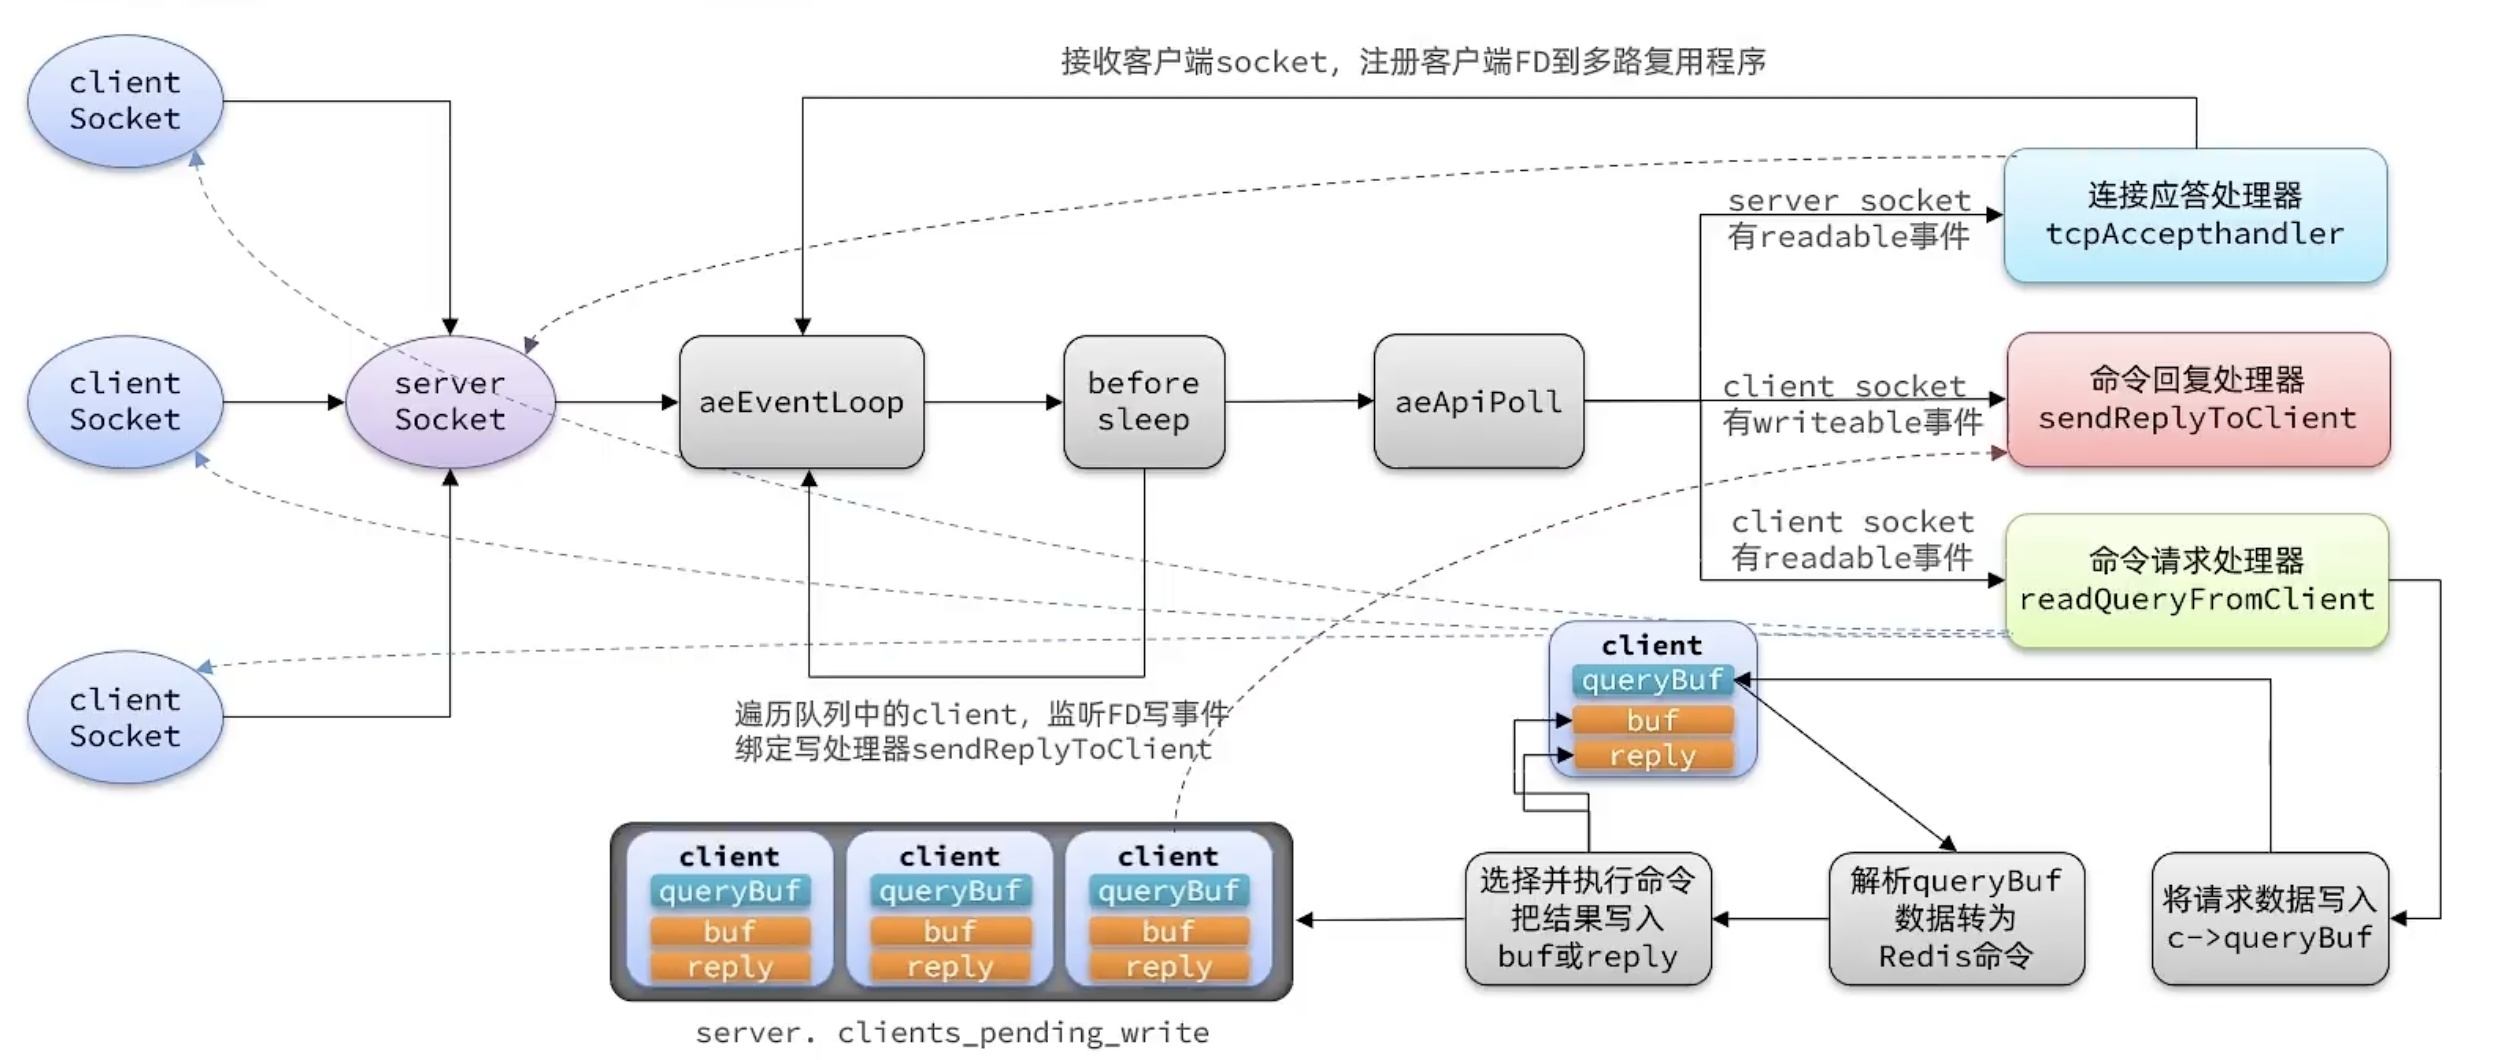 接收客户端socket，注册客户端FD到多路复用程序
client
Socket
client
Socket
client
Socket
server
Socket
aeEventLoop
before
sleep
aeApiPoll
server socket
有readable事件
连接应答处理器
tcpAccepthandler
client socket
有writeable事件
命令回复处理器
sendReplyToClient
client socket
有readable事件
命令请求处理器
readQueryFromClient
遍历队列中的client，监听FD写事件
绑定写处理器sendReplyToClient
client
queryBuf
buf
reply
client
queryBuf
buf
reply
client
queryBuf
buf
reply
client
queryBuf
buf
reply
server. clients_pending_write
选择并执行命令
把结果写入
buf或reply
解析queryBuf
数据转为
Redis命令
将请求数据写入
c->queryBuf